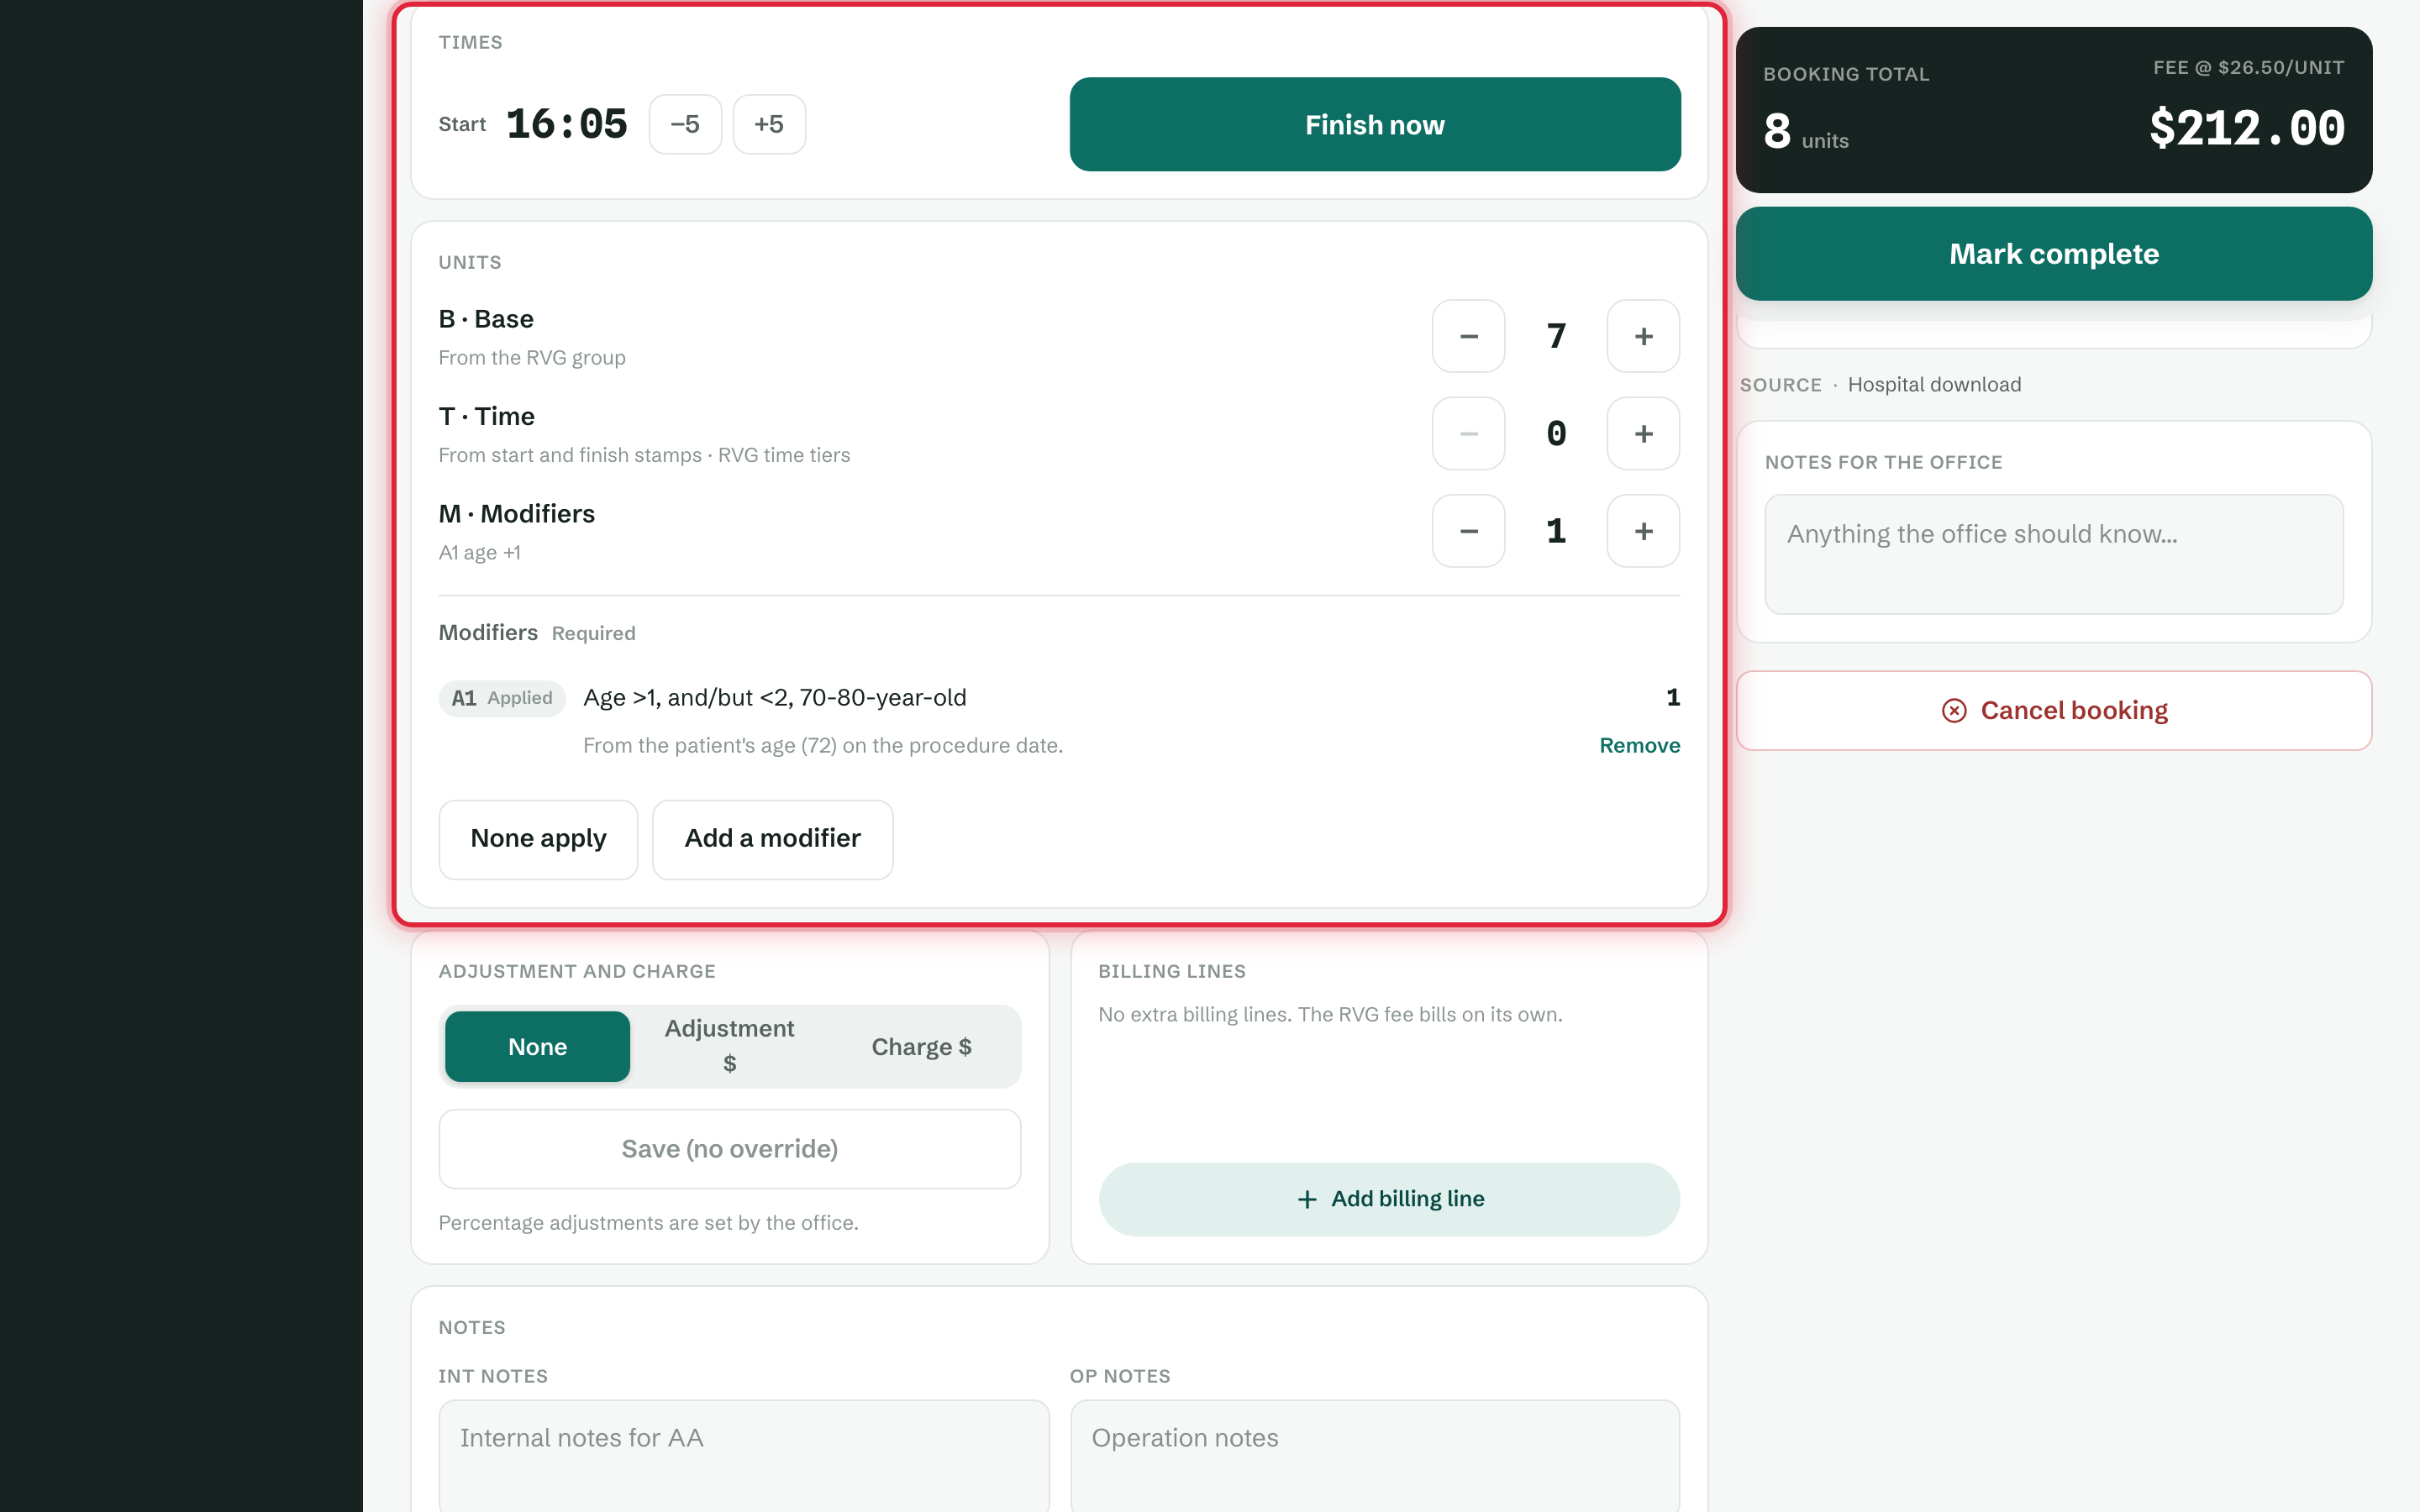 TIMES
Start 16:05 −5 +5
Finish now
UNITS
B · Base
From the RVG group
− 7 +
T · Time
From start and finish stamps · RVG time tiers
− 0 +
M · Modifiers
A1 age +1
− 1 +
Modifiers Required
A1 Applied Age >1, and/but <2, 70-80-year-old 1
From the patient's age (72) on the procedure date. Remove
None apply Add a modifier
ADJUSTMENT AND CHARGE
None
Adjustment
$
Charge $
Save (no override)
Percentage adjustments are set by the office.
BILLING LINES
No extra billing lines. The RVG fee bills on its own.
+ Add billing line
NOTES
INT NOTES
Internal notes for AA
OP NOTES
Operation notes
BOOKING TOTAL
8 units
FEE @ $26.50/UNIT
$212.00
Mark complete
SOURCE · Hospital download
NOTES FOR THE OFFICE
Anything the office should know...
Cancel booking